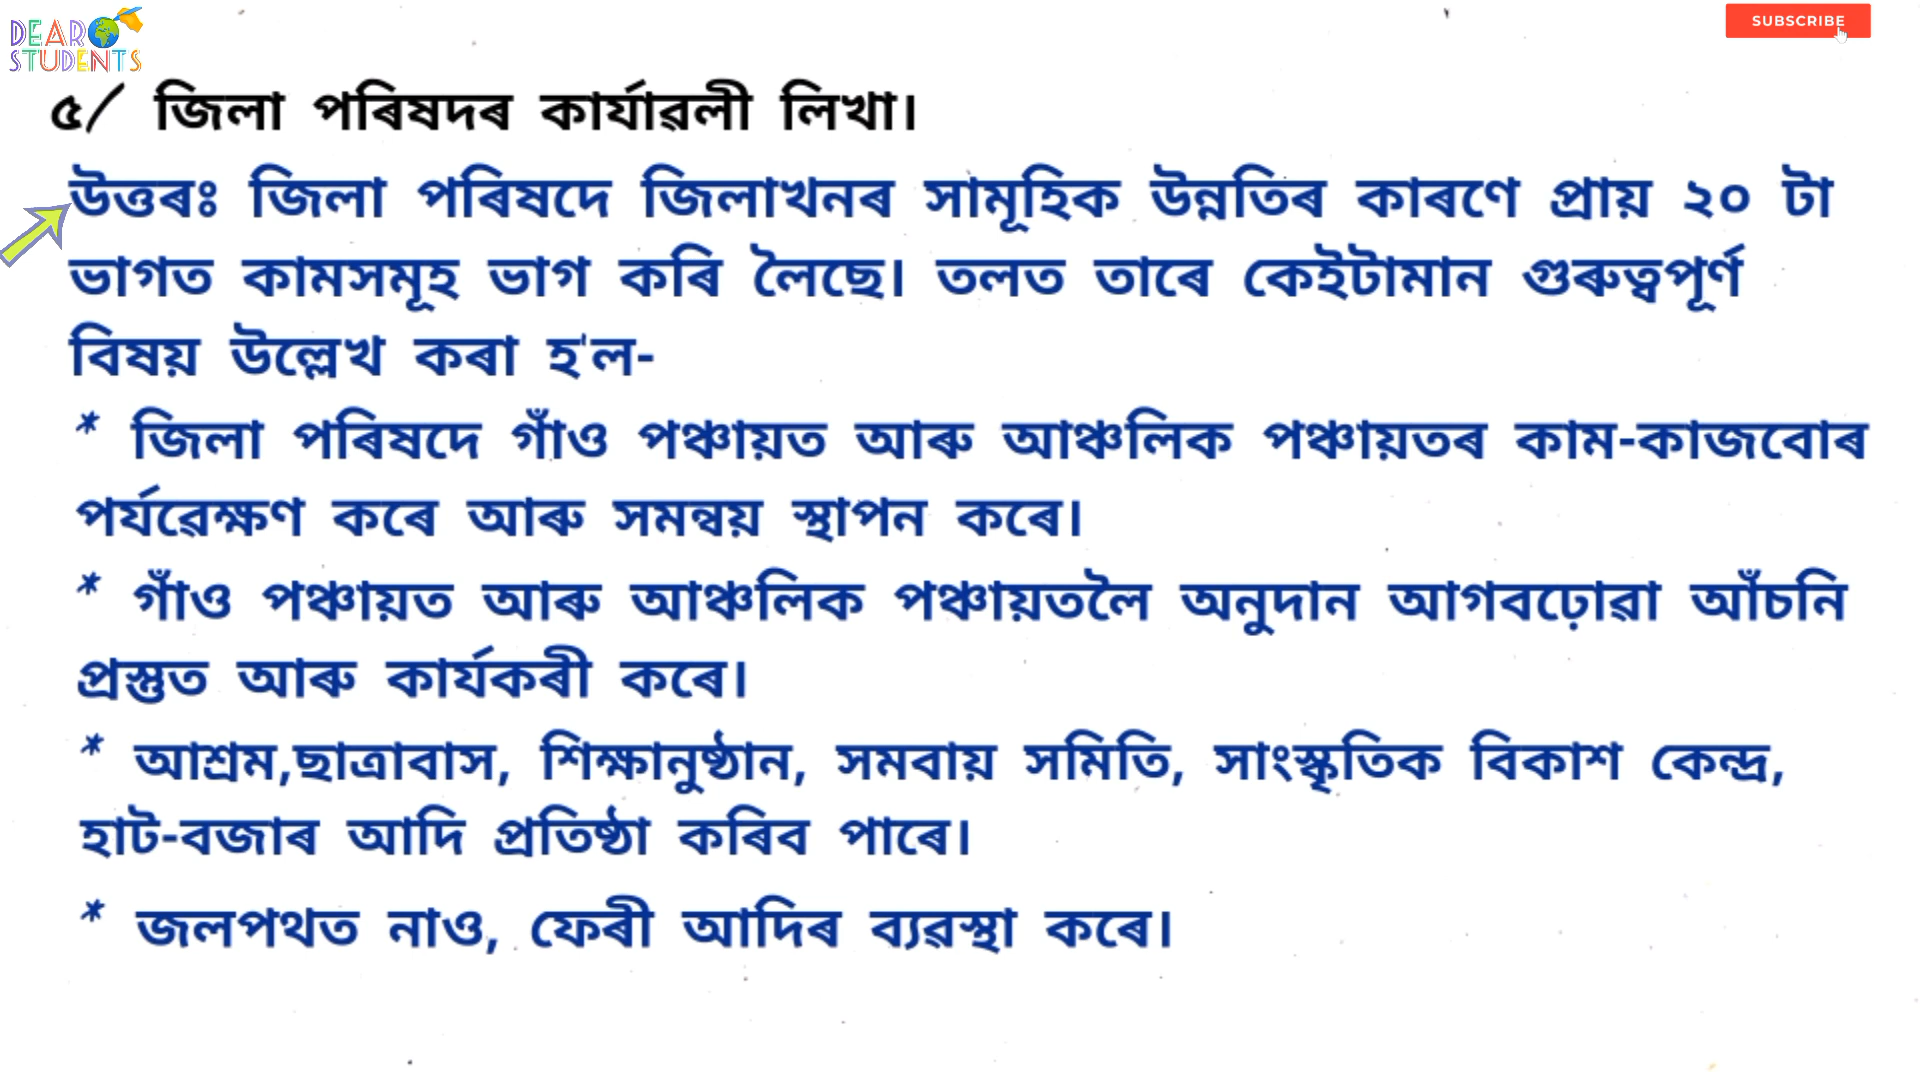 DEAR
STUDENTS
SUBSCRIBE
৫/ জিলা পৰিষদৰ কাৰ্যাৱলী লিখা।
উত্তৰঃ জিলা পৰিষদে জিলাখনৰ সামূহিক উন্নতিৰ কাৰণে প্ৰায় ২০ টা
ভাগত কামসমূহ ভাগ কৰি লৈছে। তলত তাৰে কেইটামান গুৰুত্বপূৰ্ণ
বিষয় উল্লেখ কৰা হ'ল-
* জিলা পৰিষদে গাঁও পঞ্চায়ত আৰু আঞ্চলিক পঞ্চায়তৰ কাম-কাজবোৰ
পৰ্যৱেক্ষণ কৰে আৰু সমন্বয় স্থাপন কৰে।
* গাঁও পঞ্চায়ত আৰু আঞ্চলিক পঞ্চায়তলৈ অনুদান আগবঢ়োৱা আঁচনি
প্ৰস্তুত আৰু কাৰ্যকৰী কৰে।
* আশ্ৰম,ছাত্ৰাবাস, শিক্ষানুষ্ঠান, সমবায় সমিতি, সাংস্কৃতিক বিকাশ কেন্দ্ৰ,
হাট-বজাৰ আদি প্ৰতিষ্ঠা কৰিব পাৰে।
* জলপথত নাও, ফেৰী আদিৰ ব্যৱস্থা কৰে।